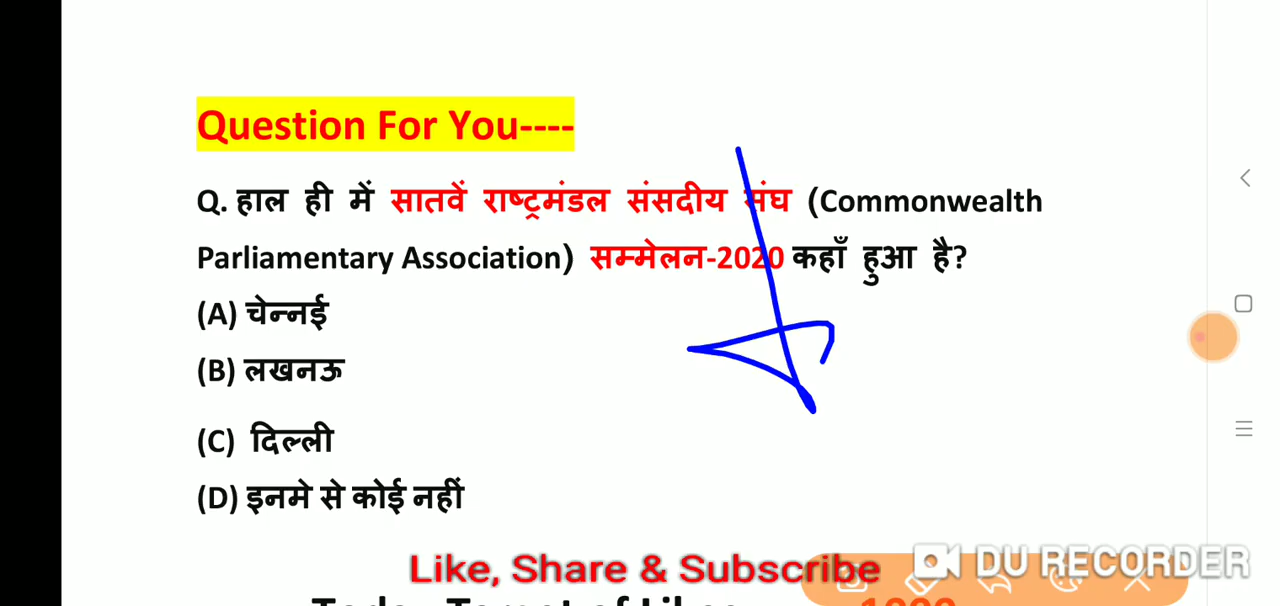 Question For You----
Q. हाल ही में सातवें राष्ट्रमंडल संसदीय संघ (Commonwealth
Parliamentary Association) सम्मेलन-2020 कहाँ हुआ है?
(A) चेन्नई
(B) लखनऊ
(C) दिल्ली
(D) इनमे से कोई नहीं
Like, Share & Subscribe
DU RECORDER